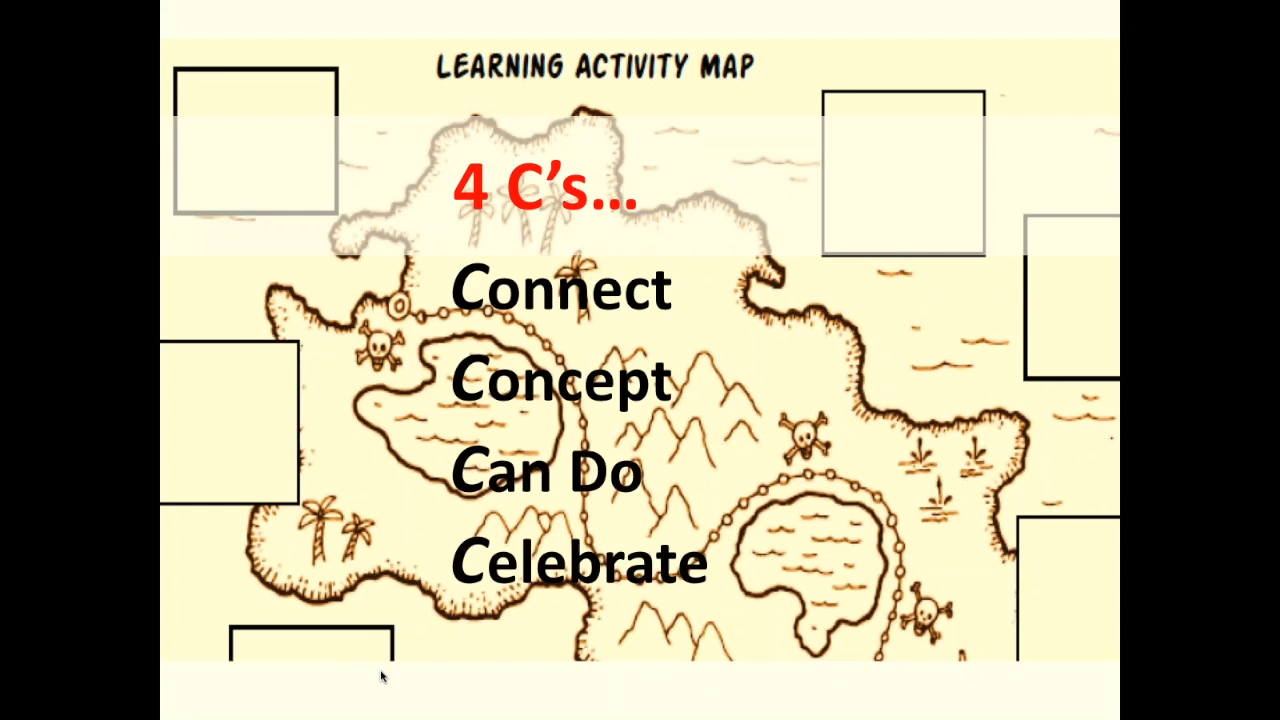 LEARNING ACTIVITY MAP
4 C’s...
Connect
Concept
Can Do
Celebrate